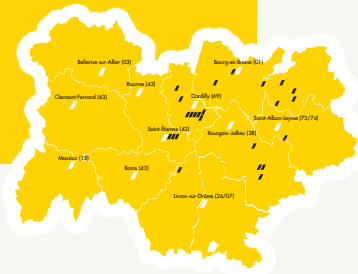 Bellerive-sur-Allier (03)
Bourg-en-Bresse (01)
Roanne (42)
Clermont-Ferrand (63)
Dardilly (69)
Saint-Alban-Leysse (73/74)
Saint-Étienne (42)
Bourgoin-Jallieu (38)
Massiac (15)
Bains (43)
Livron-sur-Drôme (26/07)